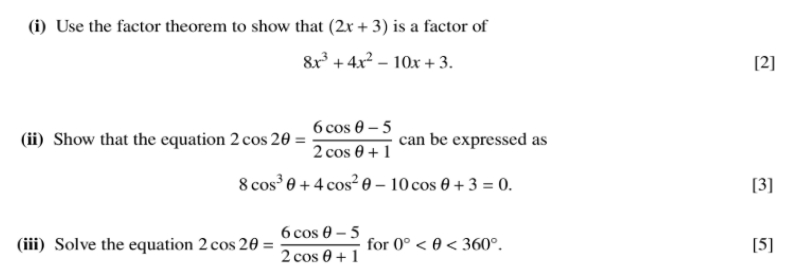 (i) Use the factor theorem to show that (2x + 3) is a factor of
8x³ + 4x² – 10x + 3. [2]
(ii) Show that the equation 2 cos 2θ = (6 cos θ – 5)/(2 cos θ + 1) can be expressed as
8 cos³ θ + 4 cos² θ – 10 cos θ + 3 = 0. [3]
(iii) Solve the equation 2 cos 2θ = (6 cos θ – 5)/(2 cos θ + 1) for 0° < θ < 360°. [5]